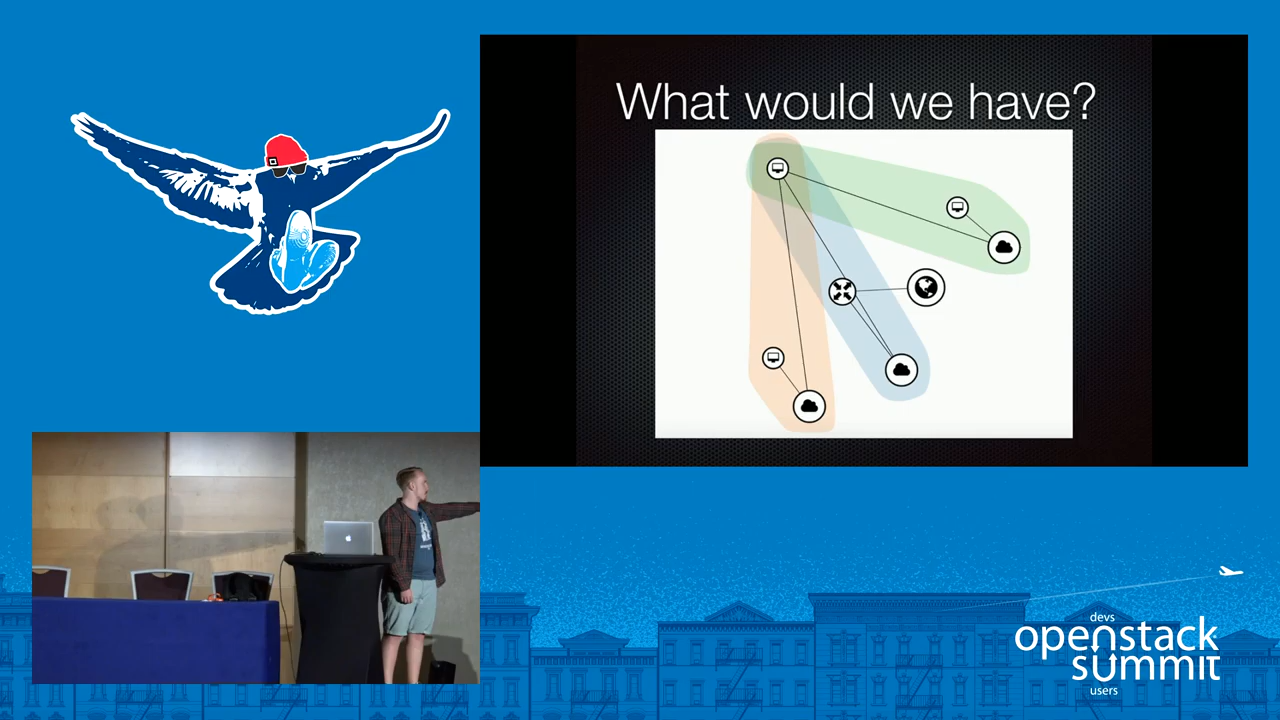 What would we have?
devs
openstack
summit
users